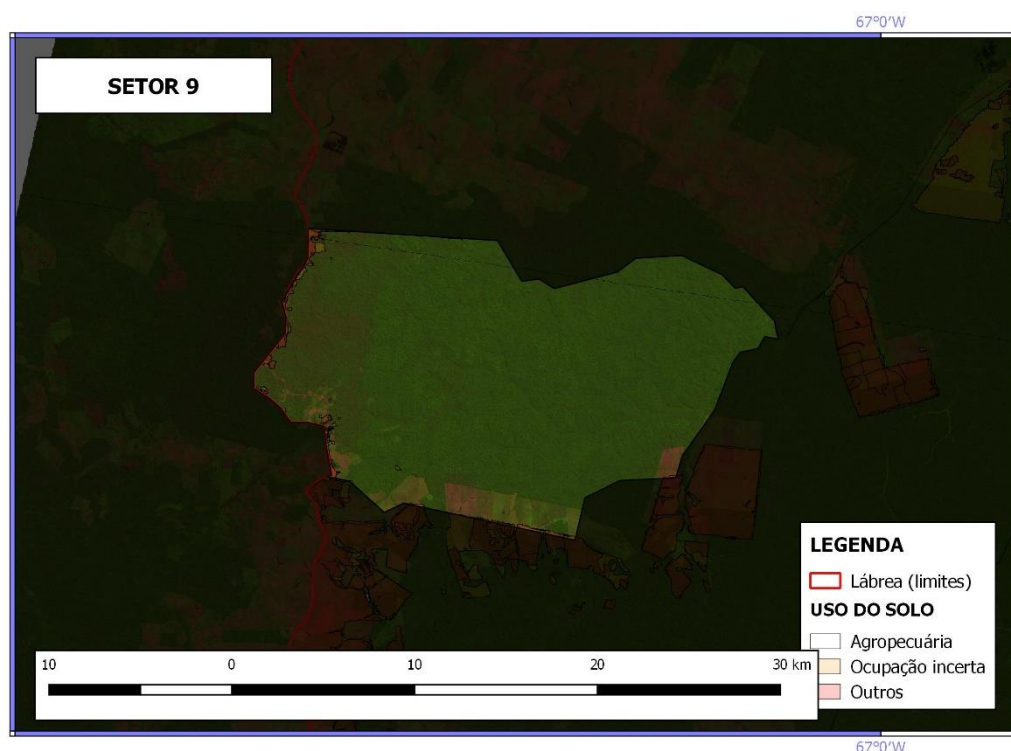 67°0'W
SETOR 9
LEGENDA
Lábrea (limites)
USO DO SOLO
Agropecuária
Ocupação incerta
Outros
10 0 10 20 30 km
67°0'W